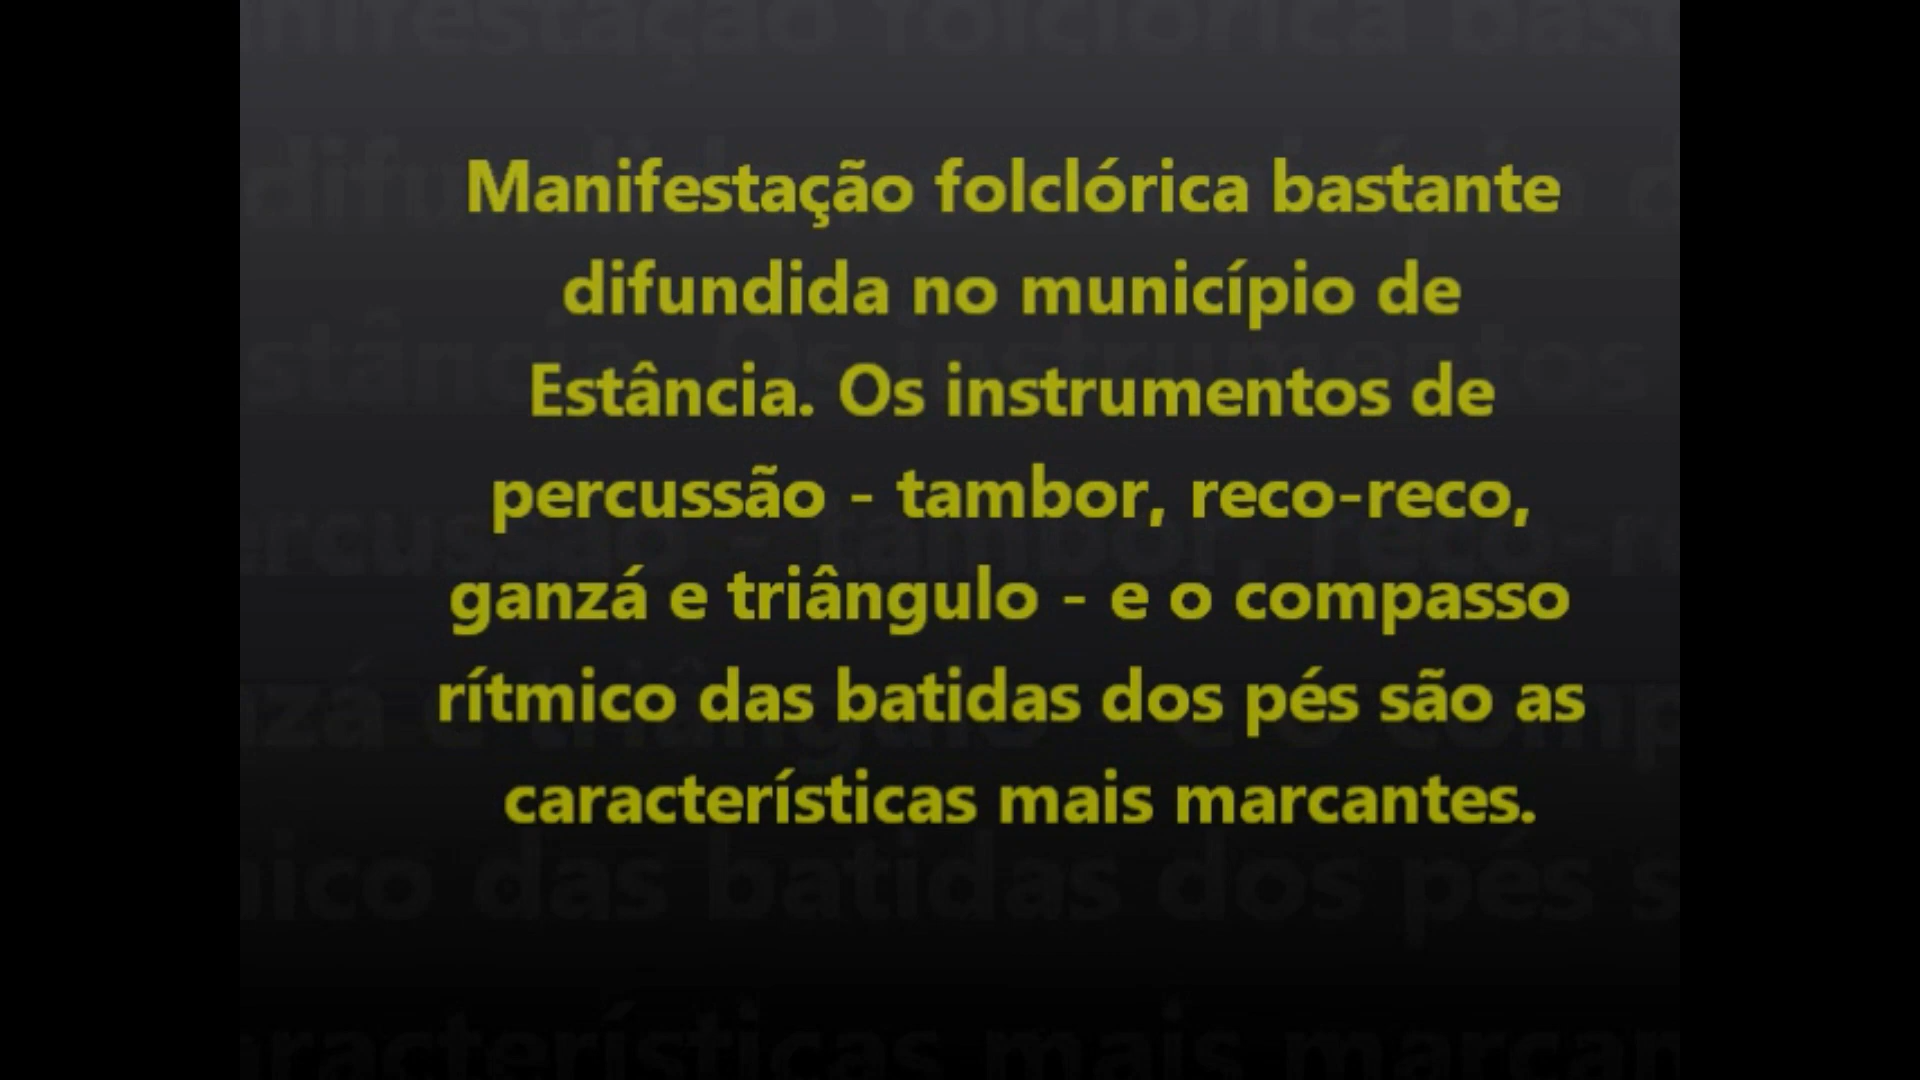 Manifestação folclórica bastante
difundida no município de
Estância. Os instrumentos de
percussão - tambor, reco-reco,
ganzá e triângulo - e o compasso
rítmico das batidas dos pés são as
características mais marcantes.